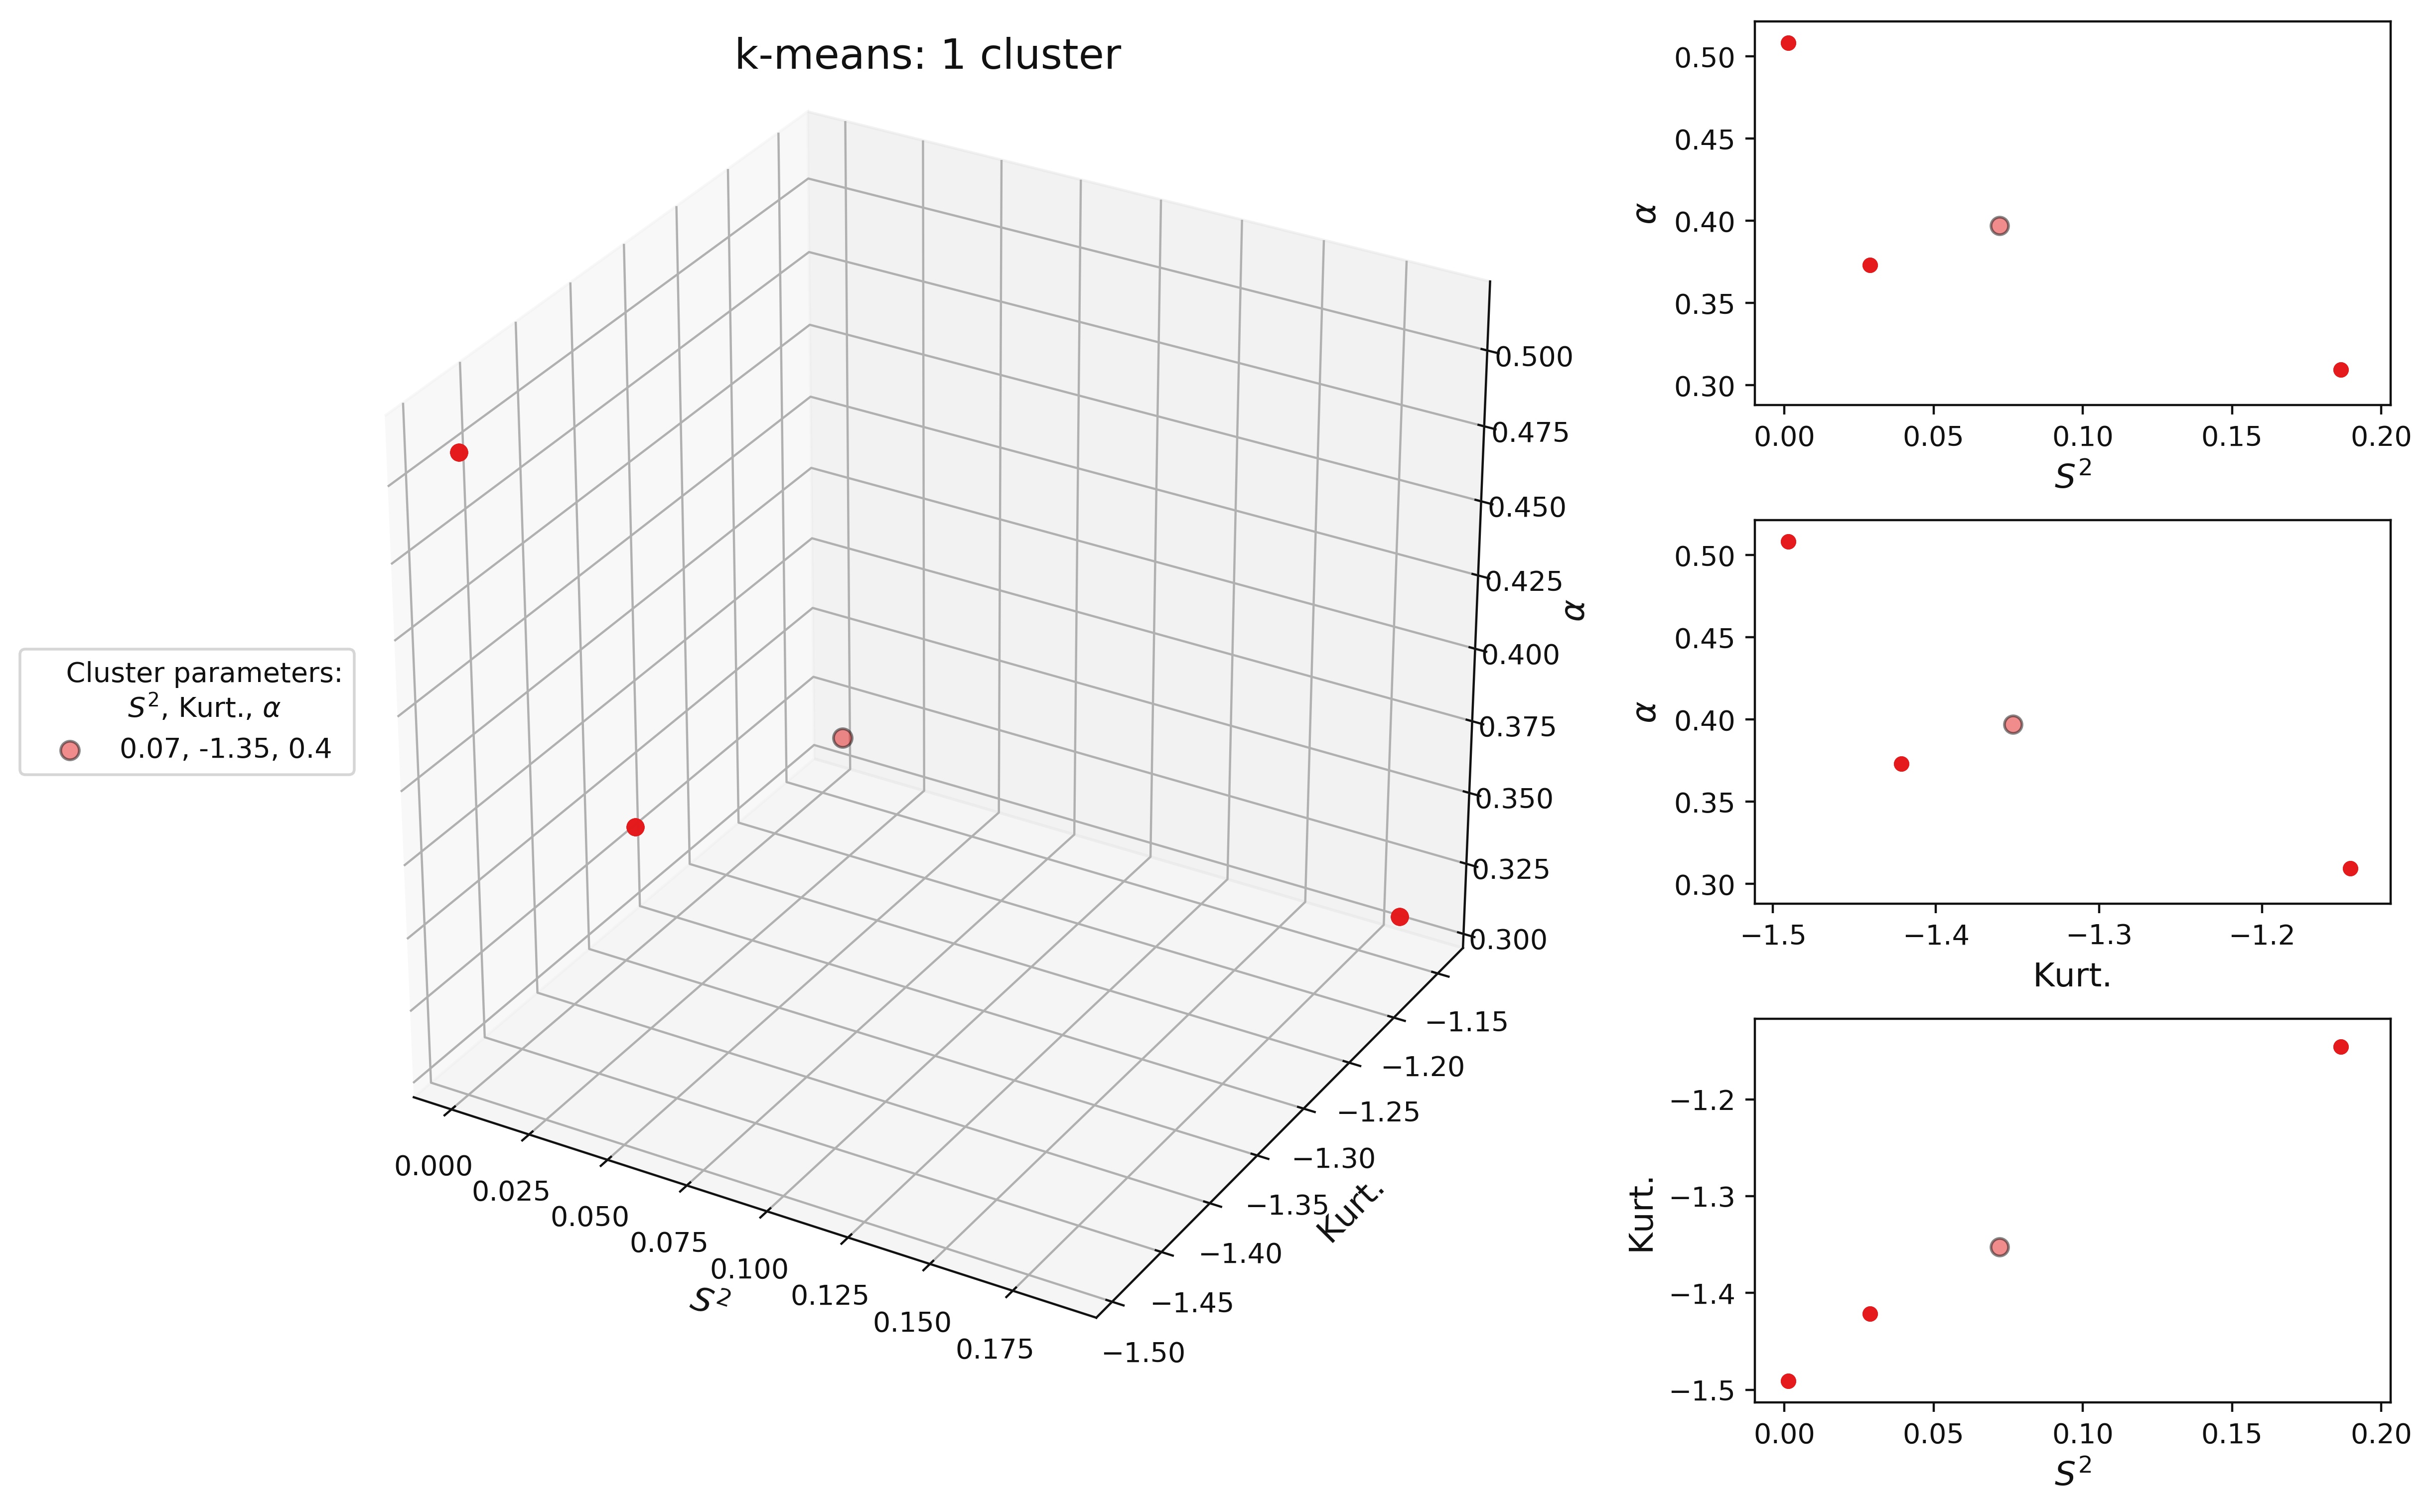 k-means: 1 cluster
Cluster parameters:
S², Kurt., α
0.07, -1.35, 0.4
0.500
0.475
0.450
0.425
0.400
0.375
0.350
0.325
0.300
α
−1.15
−1.20
−1.25
−1.30
−1.35
−1.40
−1.45
−1.50
Kurt.
0.000
0.025
0.050
0.075
0.100
0.125
0.150
0.175
S²
0.50
0.45
0.40
0.35
0.30
α
0.00 0.05 0.10 0.15 0.20
S²
0.50
0.45
0.40
0.35
0.30
α
−1.5 −1.4 −1.3 −1.2
Kurt.
−1.2
−1.3
−1.4
−1.5
Kurt.
0.00 0.05 0.10 0.15 0.20
S²